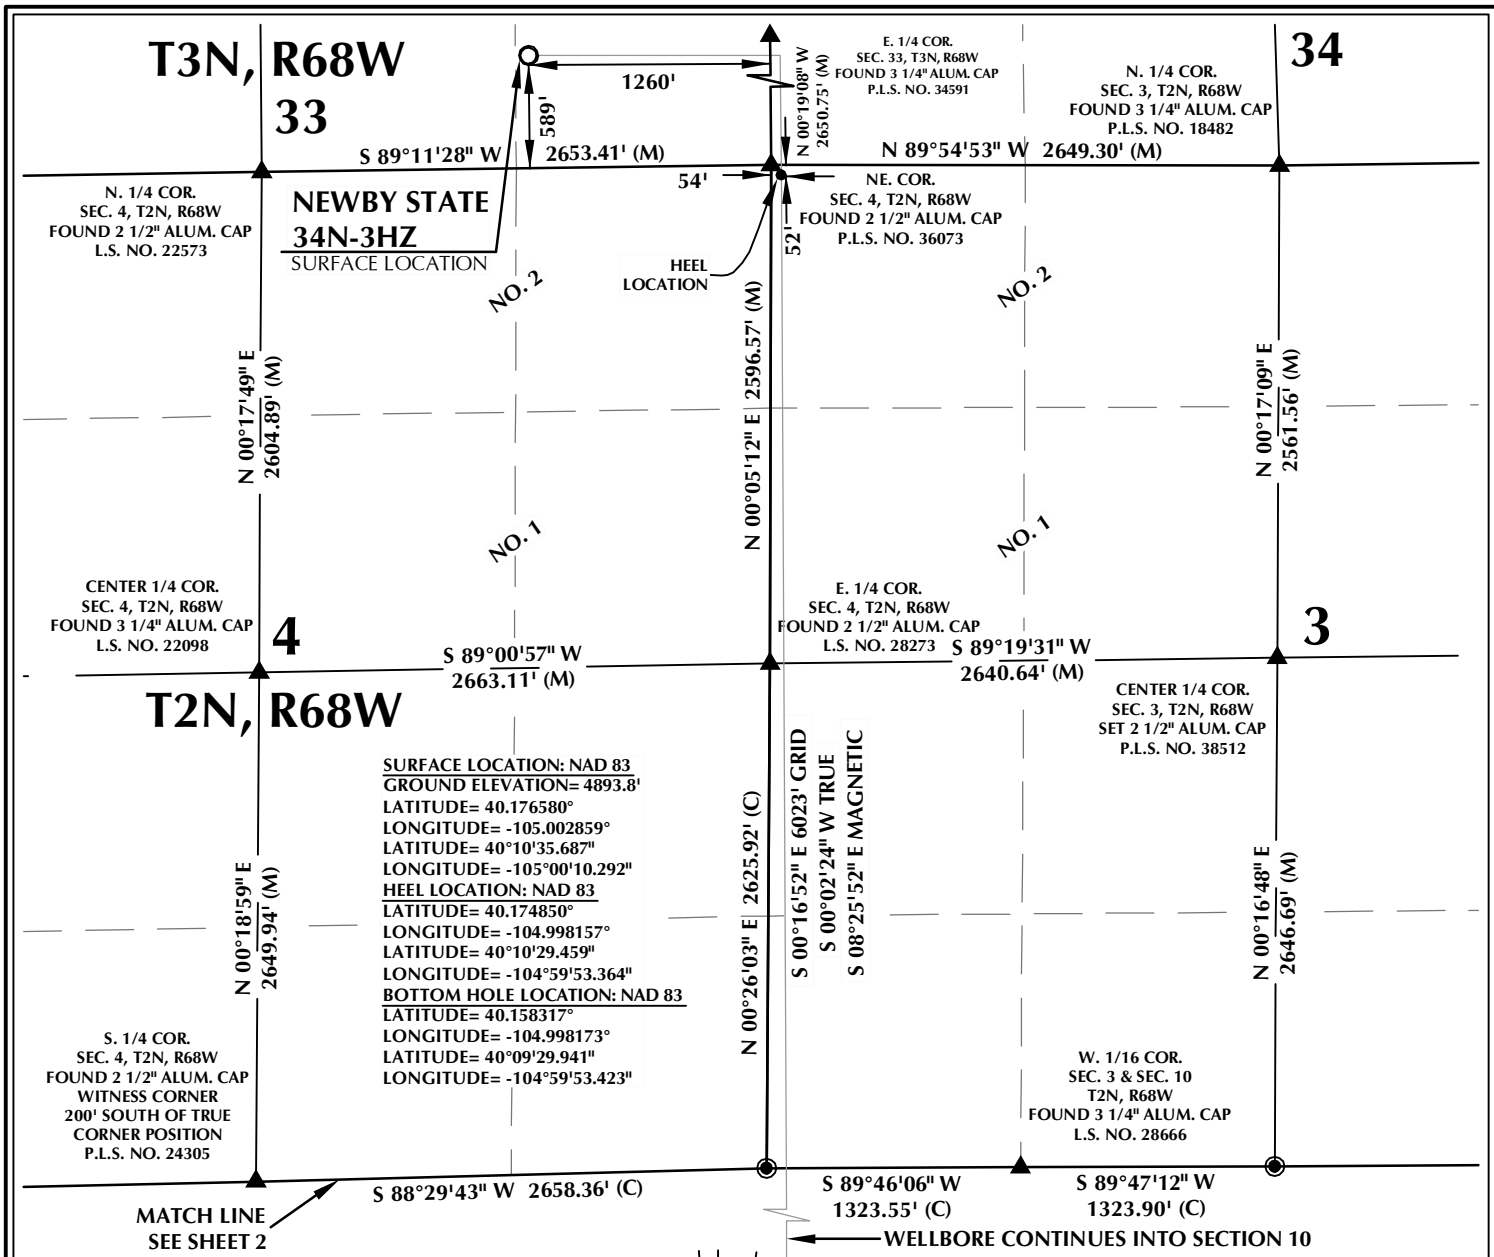 T3N, R68W
33
34
1260'
589'
N 00°19'08" W
2650.75' (M)
E. 1/4 COR.
SEC. 33, T3N, R68W
FOUND 3 1/4" ALUM. CAP
P.L.S. NO. 34591
N. 1/4 COR.
SEC. 3, T2N, R68W
FOUND 3 1/4" ALUM. CAP
P.L.S. NO. 18482
S 89°11'28" W 2653.41' (M)
N 89°54'53" W 2649.30' (M)
N. 1/4 COR.
SEC. 4, T2N, R68W
FOUND 2 1/2" ALUM. CAP
L.S. NO. 22573
NEWBY STATE
34N-3HZ
SURFACE LOCATION
54'
52'
NE. COR.
SEC. 4, T2N, R68W
FOUND 2 1/2" ALUM. CAP
P.L.S. NO. 36073
HEEL
LOCATION
NO. 2
NO. 2
N 00°17'49" E
2604.89' (M)
N 00°05'12" E 2596.57' (M)
N 00°17'09" E
2561.56' (M)
NO. 1
NO. 1
CENTER 1/4 COR.
SEC. 4, T2N, R68W
FOUND 3 1/4" ALUM. CAP
L.S. NO. 22098
4
E. 1/4 COR.
SEC. 4, T2N, R68W
FOUND 2 1/2" ALUM. CAP
L.S. NO. 28273
3
S 89°00'57" W
2663.11' (M)
S 89°19'31" W
2640.64' (M)
T2N, R68W
CENTER 1/4 COR.
SEC. 3, T2N, R68W
SET 2 1/2" ALUM. CAP
P.L.S. NO. 38512
SURFACE LOCATION: NAD 83
GROUND ELEVATION= 4893.8'
LATITUDE= 40.176580°
LONGITUDE= -105.002859°
LATITUDE= 40°10'35.687"
LONGITUDE= -105°00'10.292"
HEEL LOCATION: NAD 83
LATITUDE= 40.174850°
LONGITUDE= -104.998157°
LATITUDE= 40°10'29.459"
LONGITUDE= -104°59'53.364"
BOTTOM HOLE LOCATION: NAD 83
LATITUDE= 40.158317°
LONGITUDE= -104.998173°
LATITUDE= 40°09'29.941"
LONGITUDE= -104°59'53.423"
N 00°18'59" E
2649.94' (M)
N 00°26'03" E 2625.92' (C)
S 00°16'52" E 6023' GRID
S 00°02'24" W TRUE
S 08°25'52" E MAGNETIC
N 00°16'48" E
2646.69' (M)
S. 1/4 COR.
SEC. 4, T2N, R68W
FOUND 2 1/2" ALUM. CAP
WITNESS CORNER
200' SOUTH OF TRUE
CORNER POSITION
P.L.S. NO. 24305
W. 1/16 COR.
SEC. 3 & SEC. 10
T2N, R68W
FOUND 3 1/4" ALUM. CAP
L.S. NO. 28666
S 88°29'43" W 2658.36' (C)
S 89°46'06" W
1323.55' (C)
S 89°47'12" W
1323.90' (C)
MATCH LINE
SEE SHEET 2
WELLBORE CONTINUES INTO SECTION 10